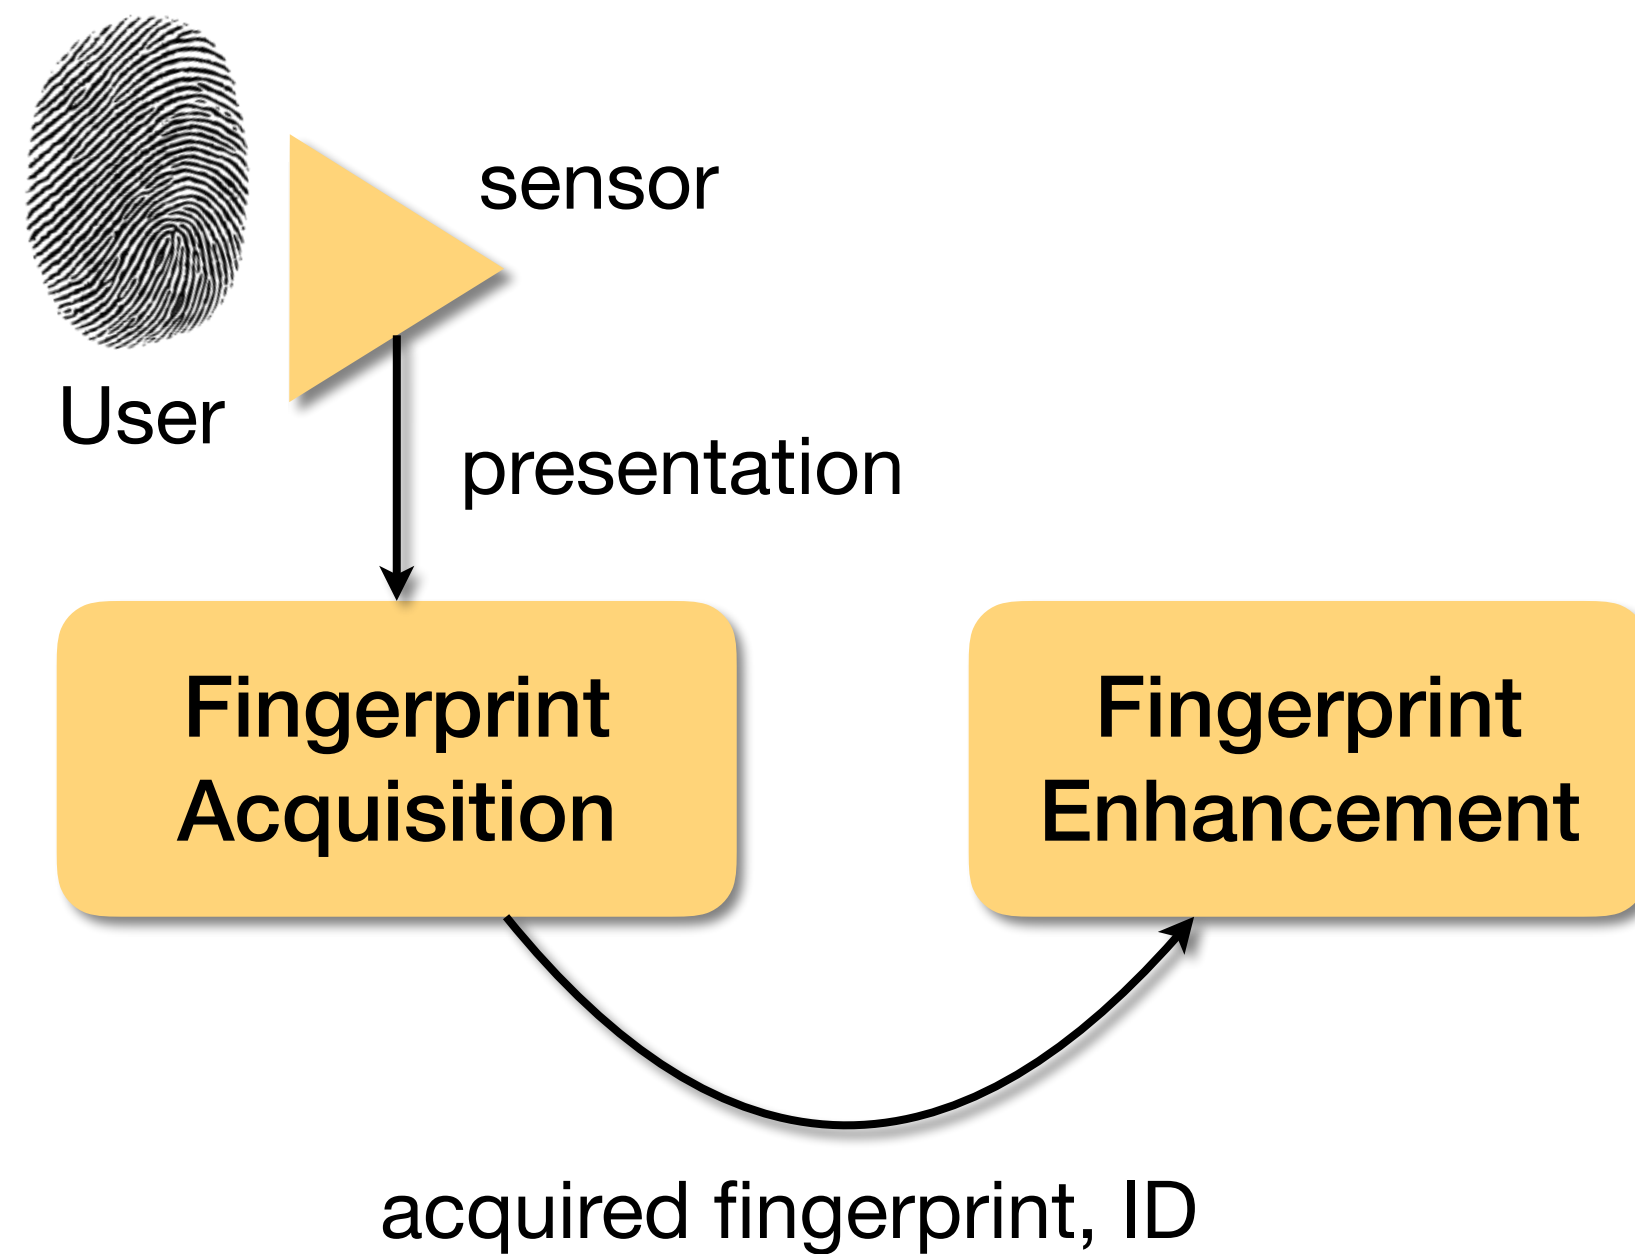 sensor
User
presentation
Fingerprint
Acquisition
Fingerprint
Enhancement
acquired fingerprint, ID